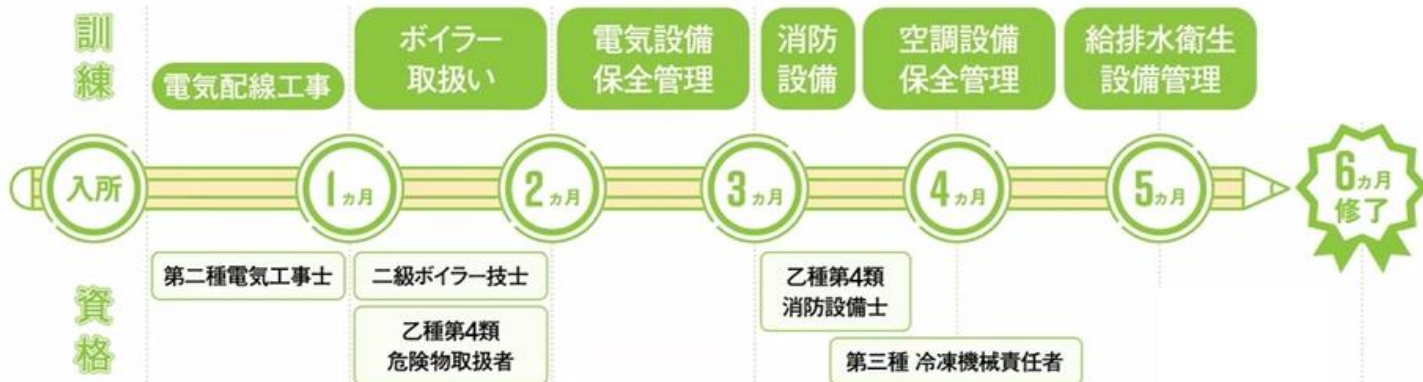 訓練
電気配線工事
ボイラー
取扱い
電気設備
保全管理
消防
設備
空調設備
保全管理
給排水衛生
設備管理
入所
1ヵ月
2ヵ月
3ヵ月
4ヵ月
5ヵ月
6ヵ月
修了
資格
第二種電気工事士
二級ボイラー技士
乙種第4類
危険物取扱者
乙種第4類
消防設備士
第三種 冷凍機械責任者